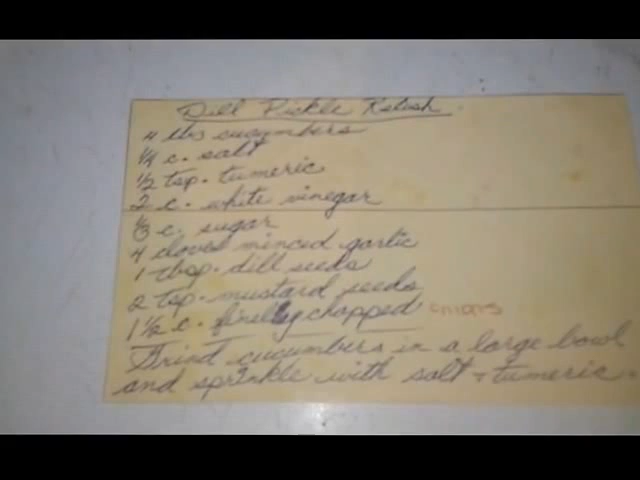 Dill Pickle Relish.
4 lbs cucumbers
1/4 c. salt
1/2 tsp. tumeric
2 c. white vinegar
1/3 c. sugar
4 cloves minced garlic
1 tbsp. dill seeds
2 tsp. mustard seeds
1 1/2 c. finely chopped onions
Grind cucumbers in a large bowl
and sprinkle with salt + tumeric.